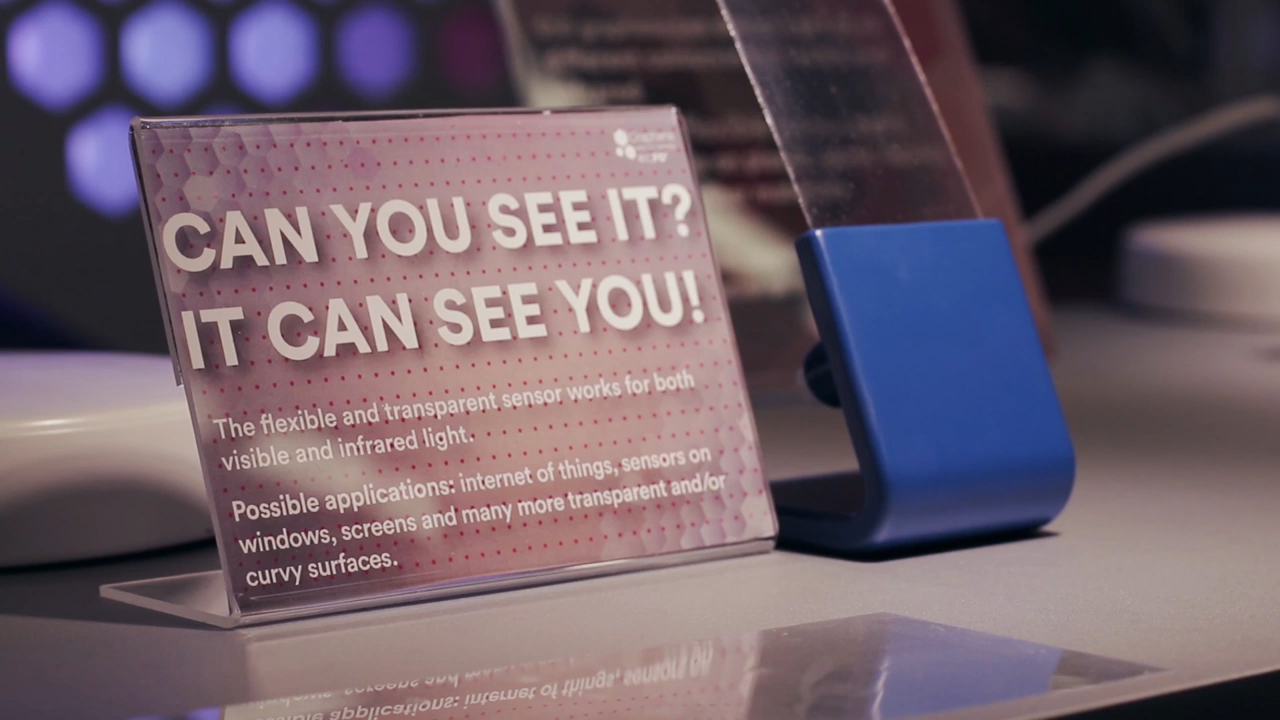 Graphene
CAN YOU SEE IT?
IT CAN SEE YOU!
The flexible and transparent sensor works for both
visible and infrared light.
Possible applications: internet of things, sensors on
windows, screens and many more transparent and/or
curvy surfaces.